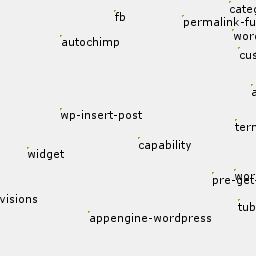 categ
fb
permalink-fu
word
autochimp
cus
a
wp-insert-post
term
capability
widget
pre-get-
wor
visions
tub
appengine-wordpress